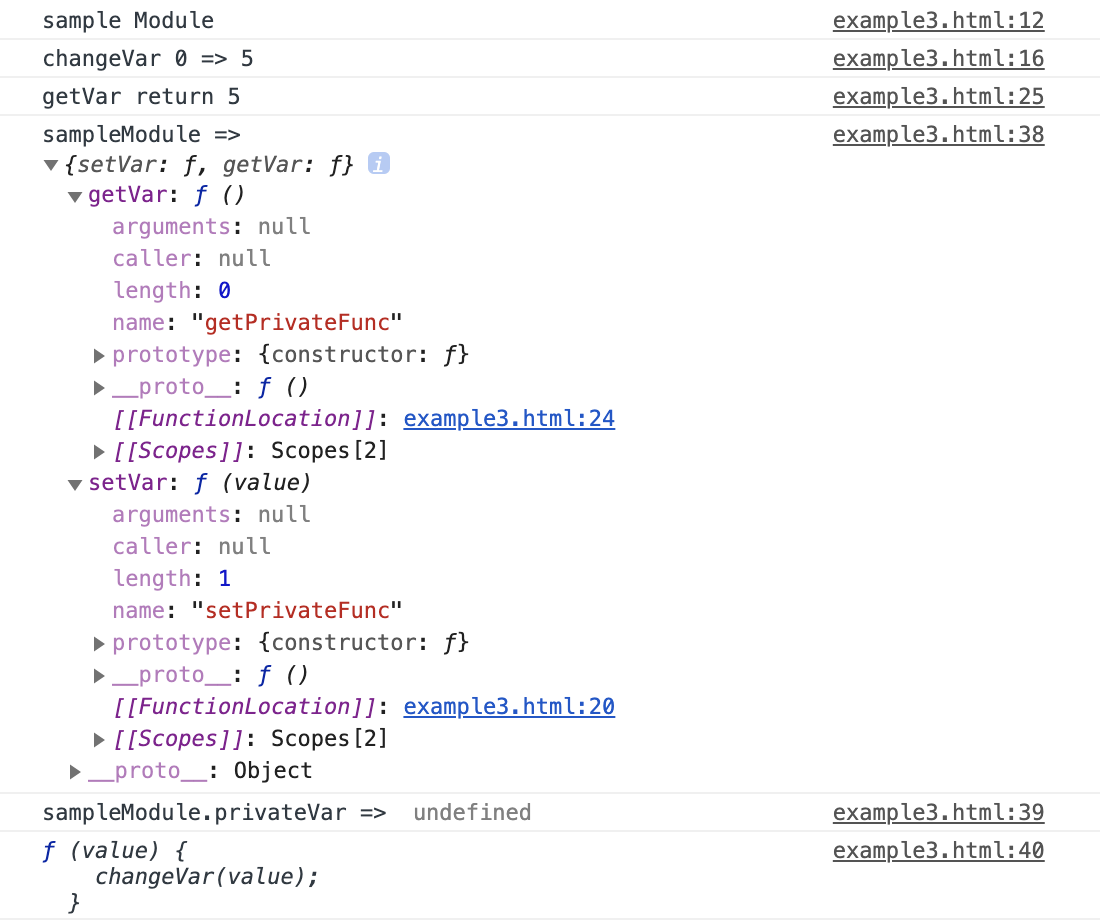 sample Module example3.html:12
changeVar 0 => 5 example3.html:16
getVar return 5 example3.html:25
sampleModule => example3.html:38
▼{setVar: ƒ, getVar: ƒ} i
▼getVar: ƒ ()
arguments: null
caller: null
length: 0
name: "getPrivateFunc"
▶prototype: {constructor: ƒ}
▶__proto__: ƒ ()
[[FunctionLocation]]: example3.html:24
▶[[Scopes]]: Scopes[2]
▼setVar: ƒ (value)
arguments: null
caller: null
length: 1
name: "setPrivateFunc"
▶prototype: {constructor: ƒ}
▶__proto__: ƒ ()
[[FunctionLocation]]: example3.html:20
▶[[Scopes]]: Scopes[2]
▶__proto__: Object
sampleModule.privateVar => undefined example3.html:39
ƒ (value) { example3.html:40
changeVar(value);
}